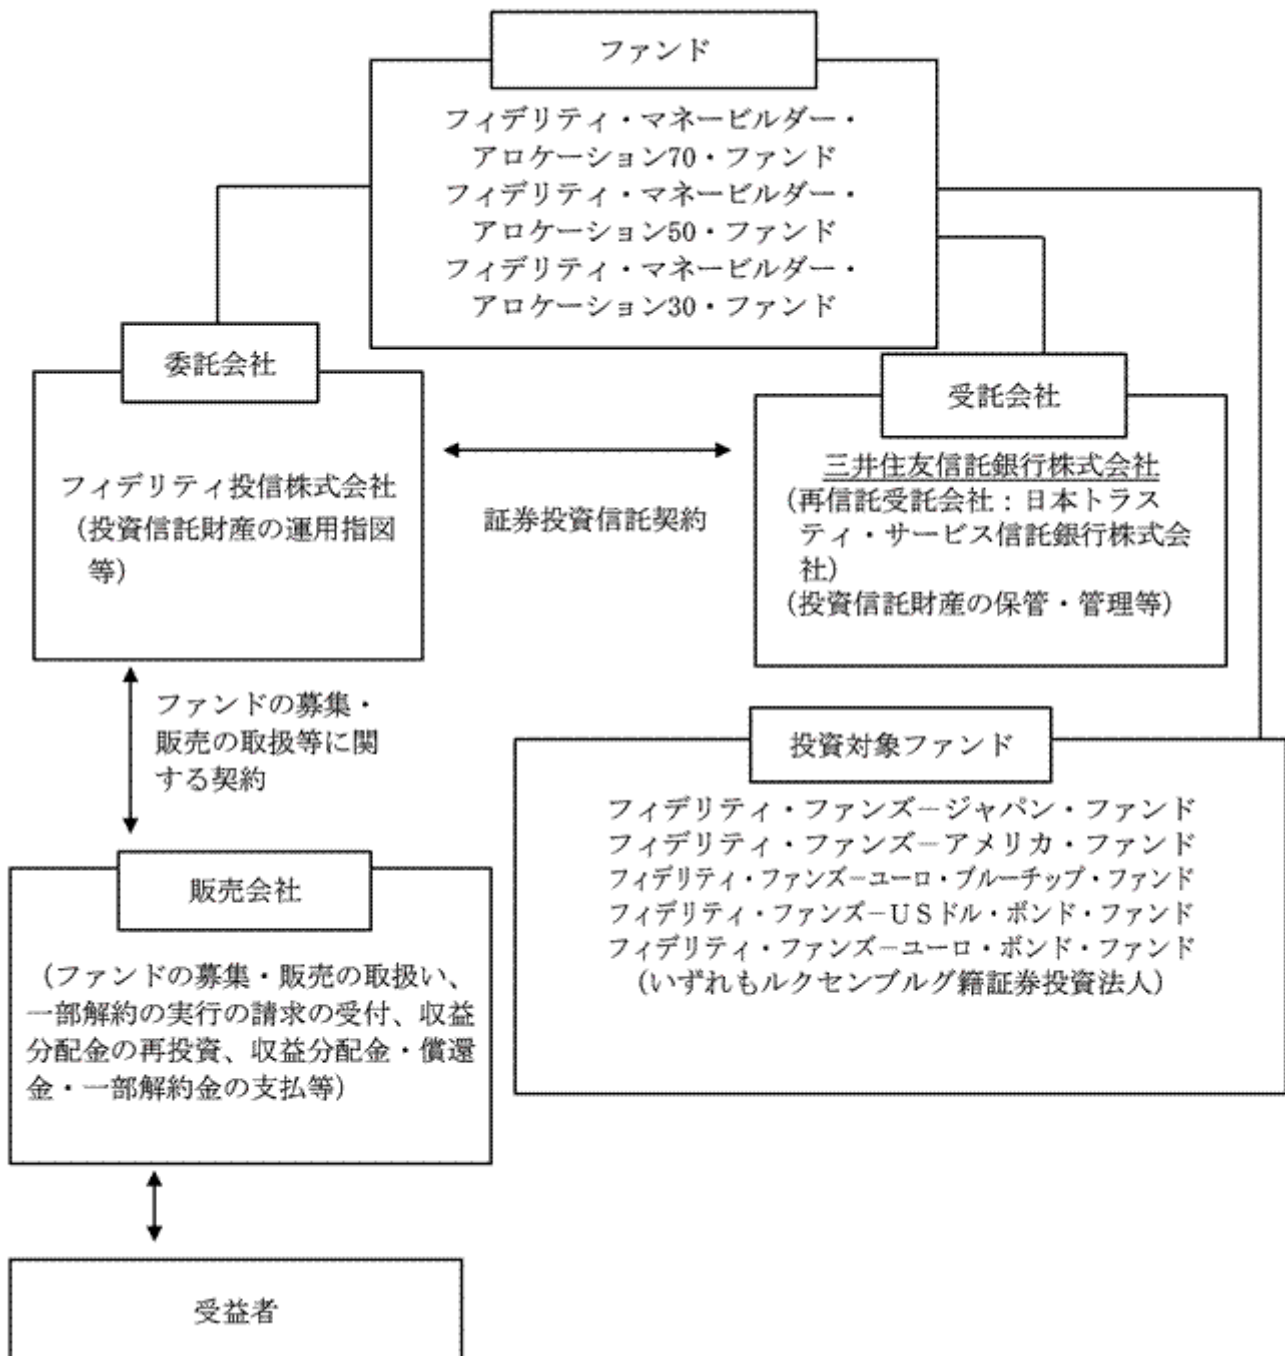 ファンド
フィデリティ・マネービルダー・
アロケーション70・ファンド
フィデリティ・マネービルダー・
アロケーション50・ファンド
フィデリティ・マネービルダー・
アロケーション30・ファンド
委託会社
フィデリティ投信株式会社
（投資信託財産の運用指図
等）
証券投資信託契約
受託会社
三井住友信託銀行株式会社
（再信託受託会社：日本トラス
ティ・サービス信託銀行株式会
社）
（投資信託財産の保管・管理等）
ファンドの募集・
販売の取扱等に関
する契約
投資対象ファンド
フィデリティ・ファンズ－ジャパン・ファンド
フィデリティ・ファンズ－アメリカ・ファンド
フィデリティ・ファンズ－ユーロ・ブルーチップ・ファンド
フィデリティ・ファンズ－ＵＳドル・ボンド・ファンド
フィデリティ・ファンズ－ユーロ・ボンド・ファンド
（いずれもルクセンブルグ籍証券投資法人）
販売会社
（ファンドの募集・販売の取扱い、
一部解約の実行の請求の受付、収益
分配金の再投資、収益分配金・償還
金・一部解約金の支払等）
受益者